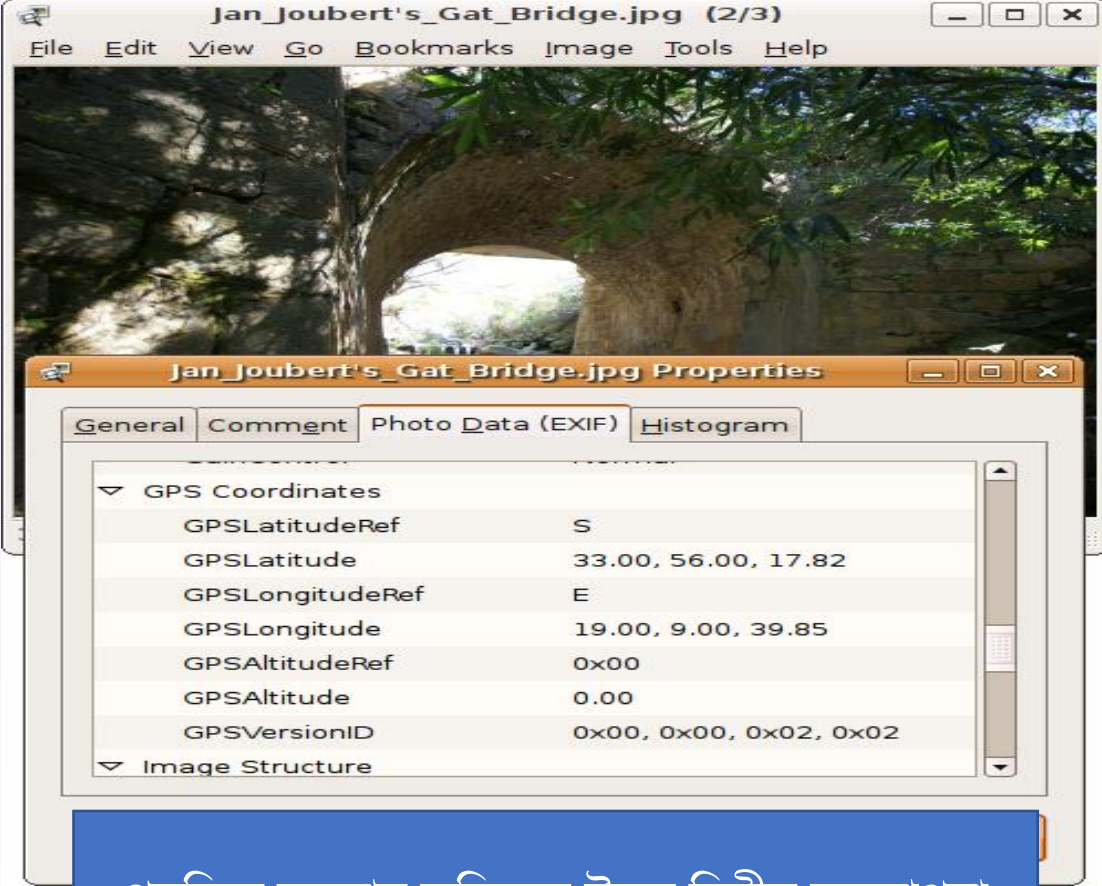 Jan_Joubert's_Gat_Bridge.jpg (2/3)
File Edit View Go Bookmarks Image Tools Help
Jan_Joubert's_Gat_Bridge.jpg Properties
General Comment Photo Data (EXIF) Histogram
GPS Coordinates
GPSLatitudeRef S
GPSLatitude 33.00, 56.00, 17.82
GPSLongitudeRef E
GPSLongitude 19.00, 9.00, 39.85
GPSAltitudeRef 0x00
GPSAltitude 0.00
GPSVersionID 0x00, 0x00, 0x02, 0x02
Image Structure